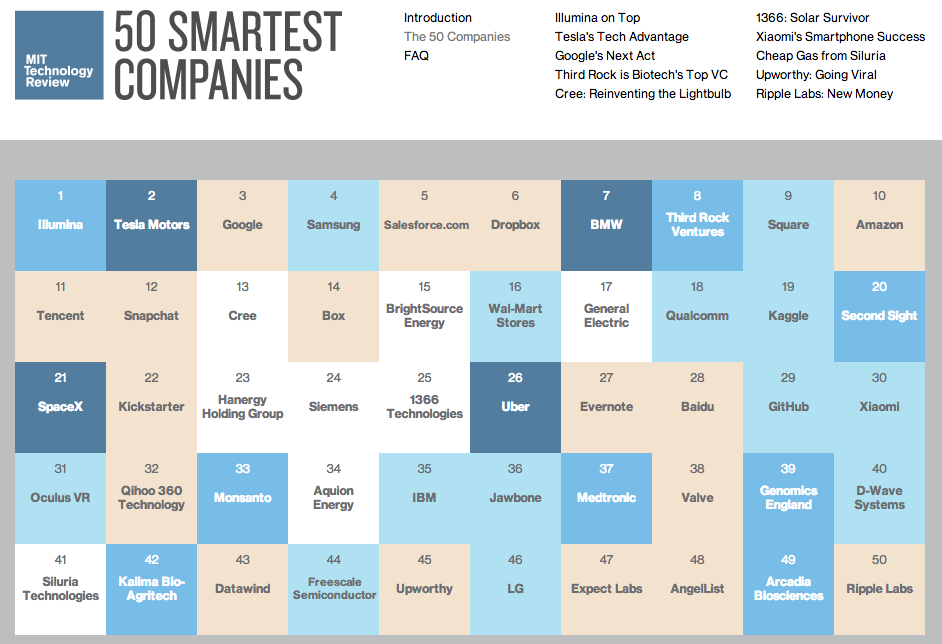 MIT
Technology
Review
50 SMARTEST
COMPANIES
Introduction
The 50 Companies
FAQ
Illumina on Top
Tesla's Tech Advantage
Google's Next Act
Third Rock is Biotech's Top VC
Cree: Reinventing the Lightbulb
1366: Solar Survivor
Xiaomi's Smartphone Success
Cheap Gas from Siluria
Upworthy: Going Viral
Ripple Labs: New Money
1
Illumina
2
Tesla Motors
3
Google
4
Samsung
5
Salesforce.com
6
Dropbox
7
BMW
8
Third Rock
Ventures
9
Square
10
Amazon
11
Tencent
12
Snapchat
13
Cree
14
Box
15
BrightSource
Energy
16
Wal-Mart
Stores
17
General
Electric
18
Qualcomm
19
Kaggle
20
Second Sight
21
SpaceX
22
Kickstarter
23
Hanergy
Holding Group
24
Siemens
25
1366
Technologies
26
Uber
27
Evernote
28
Baidu
29
GitHub
30
Xiaomi
31
Oculus VR
32
Qihoo 360
Technology
33
Monsanto
34
Aquion
Energy
35
IBM
36
Jawbone
37
Medtronic
38
Valve
39
Genomics
England
40
D-Wave
Systems
41
Siluria
Technologies
42
Kaiima Bio-
Agritech
43
Datawind
44
Freescale
Semiconductor
45
Upworthy
46
LG
47
Expect Labs
48
AngelList
49
Arcadia
Biosciences
50
Ripple Labs